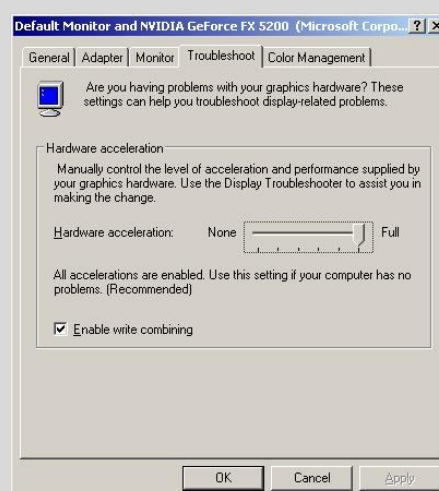 Default Monitor and NVIDIA GeForce FX 5200 (Microsoft Corpo...
General Adapter Monitor Troubleshoot Color Management
Are you having problems with your graphics hardware? These
settings can help you troubleshoot display-related problems.
Hardware acceleration
Manually control the level of acceleration and performance supplied by
your graphics hardware. Use the Display Troubleshooter to assist you in
making the change.
Hardware acceleration: None Full
All accelerations are enabled. Use this setting if your computer has no
problems. (Recommended)
Enable write combining
OK Cancel Apply